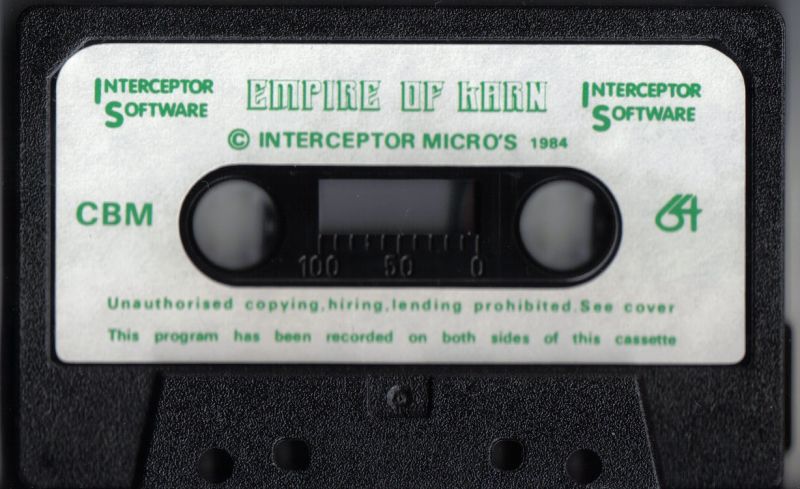 INTERCEPTOR SOFTWARE
EMPIRE OF KARN
INTERCEPTOR SOFTWARE
© INTERCEPTOR MICRO'S 1984
CBM
64
100 50 0
Unauthorised copying,hiring,lending prohibited.See cover
This program has been recorded on both sides of this cassette